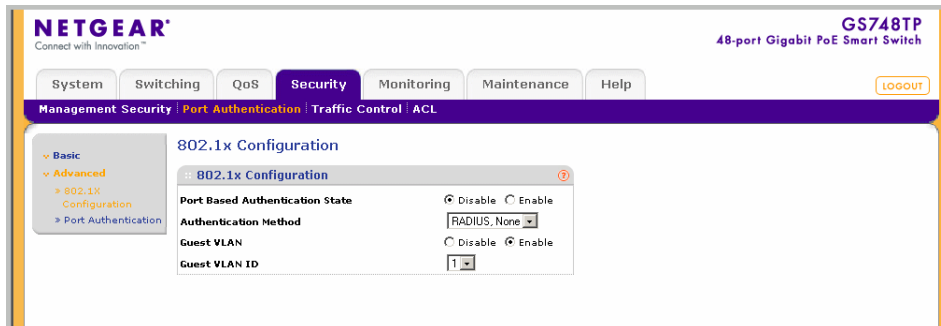 NETGEAR®
Connect with Innovation™
GS748TP
48-port Gigabit PoE Smart Switch
System Switching QoS Security Monitoring Maintenance Help LOGOUT
Management Security Port Authentication Traffic Control ACL
Basic
Advanced
» 802.1X
Configuration
» Port Authentication
802.1x Configuration
802.1x Configuration ?
Port Based Authentication State Disable Enable
Authentication Method RADIUS, None
Guest VLAN Disable Enable
Guest VLAN ID 1